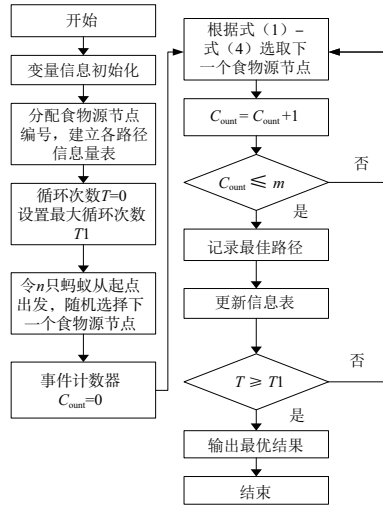 开始
变量信息初始化
分配食物源节点
编号，建立各路径
信息量表
循环次数T=0
设置最大循环次数
T1
令n只蚂蚁从起点
出发，随机选择下
一个食物源节点
事件计数器
Count=0
根据式（1）-
式（4）选取下
一个食物源节点
Count = Count+1
Count ≤ m
否
是
记录最佳路径
更新信息表
T ≥ T1
否
是
输出最优结果
结束